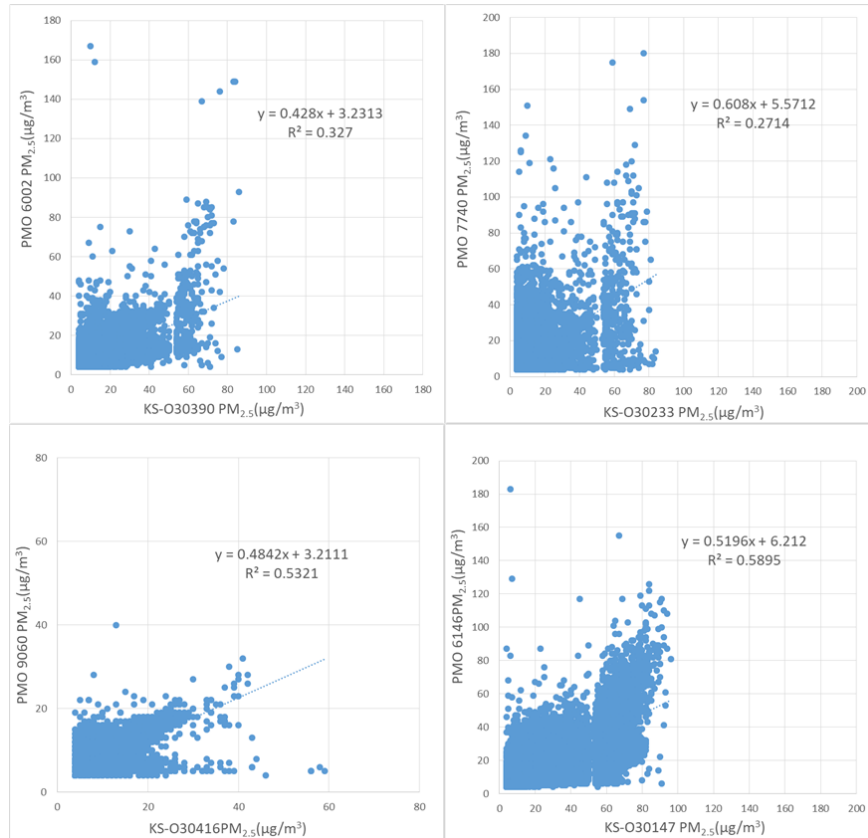 180
160
140
120
100
80
60
40
20
0
0 20 40 60 80 100 120 140 160 180
PMO 6002 PM2.5(µg/m³)
KS-O30390 PM2.5(µg/m³)
y = 0.428x + 3.2313
R² = 0.327
200
180
160
140
120
100
80
60
40
20
0
0 20 40 60 80 100 120 140 160 180 200
PMO 7740 PM2.5(µg/m³)
KS-O30233 PM2.5(µg/m³)
y = 0.608x + 5.5712
R² = 0.2714
80
60
40
20
0
0 20 40 60 80
PMO 9060 PM2.5(µg/m³)
KS-O30416PM2.5(µg/m³)
y = 0.4842x + 3.2111
R² = 0.5321
200
180
160
140
120
100
80
60
40
20
0
0 20 40 60 80 100 120 140 160 180 200
PMO 6146PM2.5(µg/m³)
KS-O30147 PM2.5(µg/m³)
y = 0.5196x + 6.212
R² = 0.5895